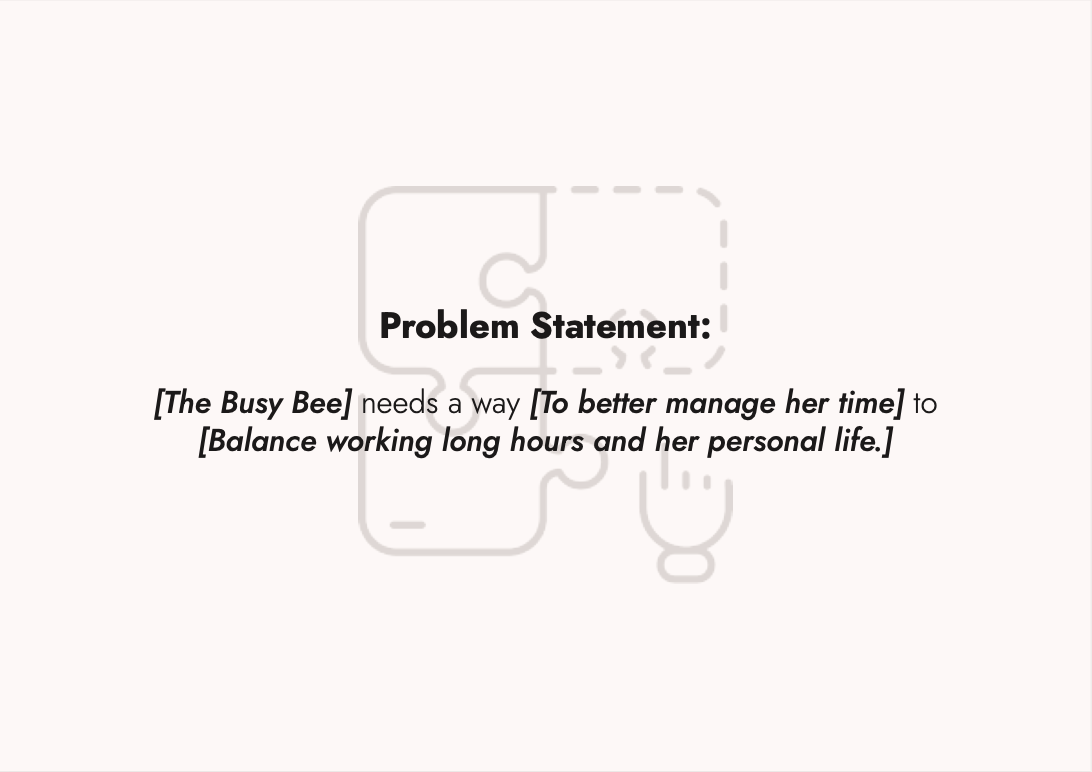 Problem Statement:
[The Busy Bee] needs a way [To better manage her time] to
[Balance working long hours and her personal life.]